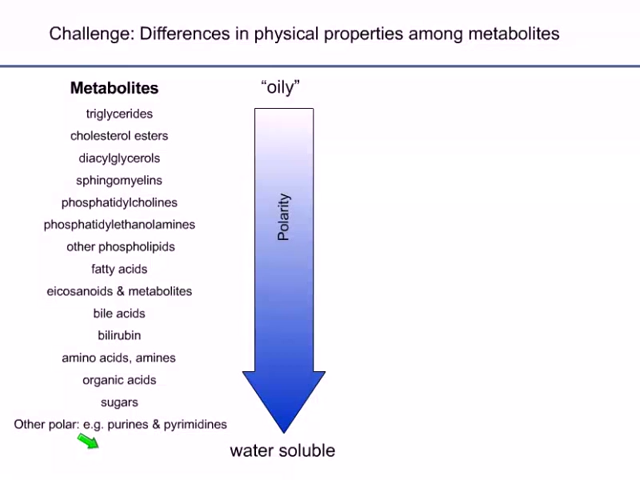 Challenge: Differences in physical properties among metabolites
Metabolites
triglycerides
cholesterol esters
diacylglycerols
sphingomyelins
phosphatidylcholines
phosphatidylethanolamines
other phospholipids
fatty acids
eicosanoids & metabolites
bile acids
bilirubin
amino acids, amines
organic acids
sugars
Other polar: e.g. purines & pyrimidines
“oily”
Polarity
water soluble